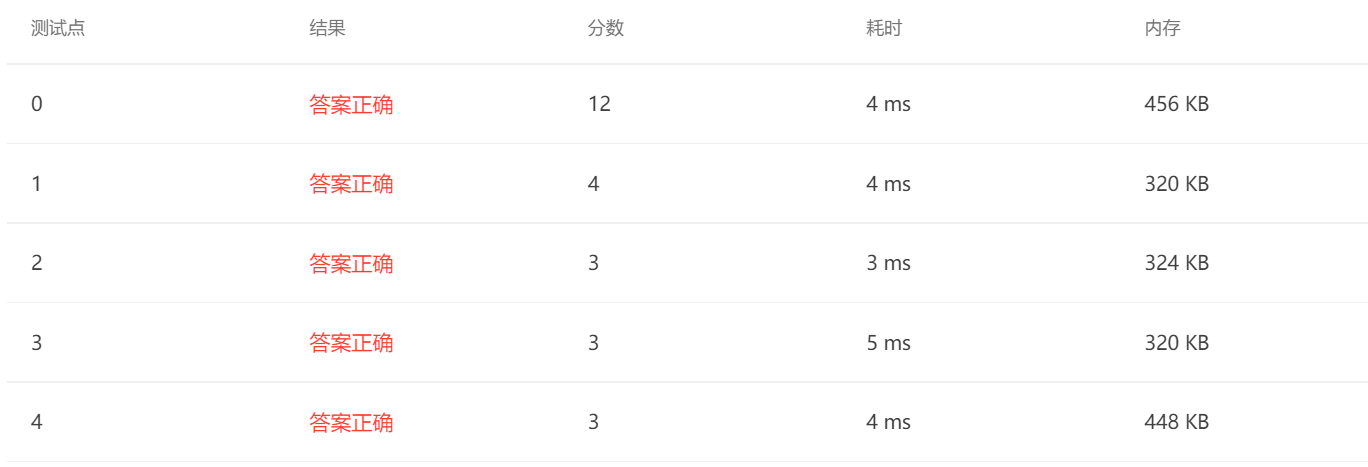 测试点 结果 分数 耗时 内存
0 答案正确 12 4 ms 456 KB
1 答案正确 4 4 ms 320 KB
2 答案正确 3 3 ms 324 KB
3 答案正确 3 5 ms 320 KB
4 答案正确 3 4 ms 448 KB